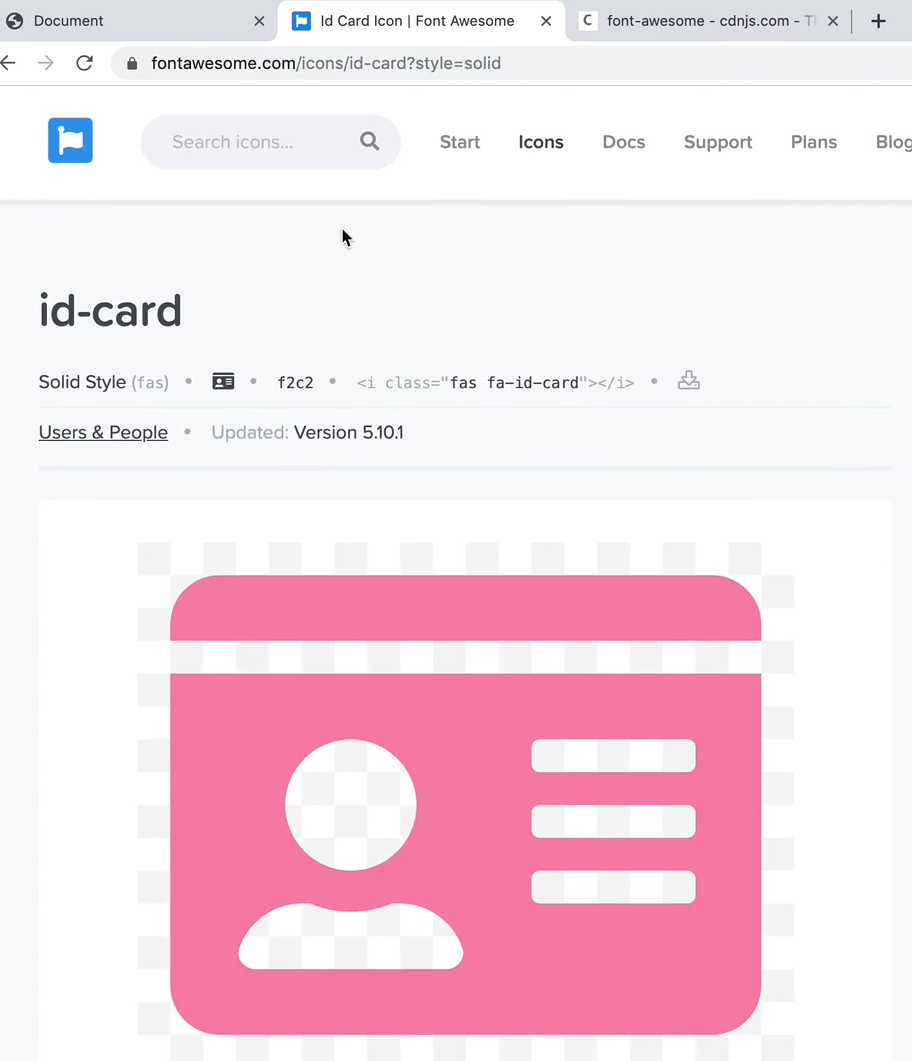 Document
Id Card Icon | Font Awesome
C font-awesome - cdnjs.com -
fontawesome.com/icons/id-card?style=solid
Search icons...
Start
Icons
Docs
Support
Plans
Blog
id-card
Solid Style (fas) • • f2c2 • <i class="fas fa-id-card"></i> •
Users & People • Updated: Version 5.10.1